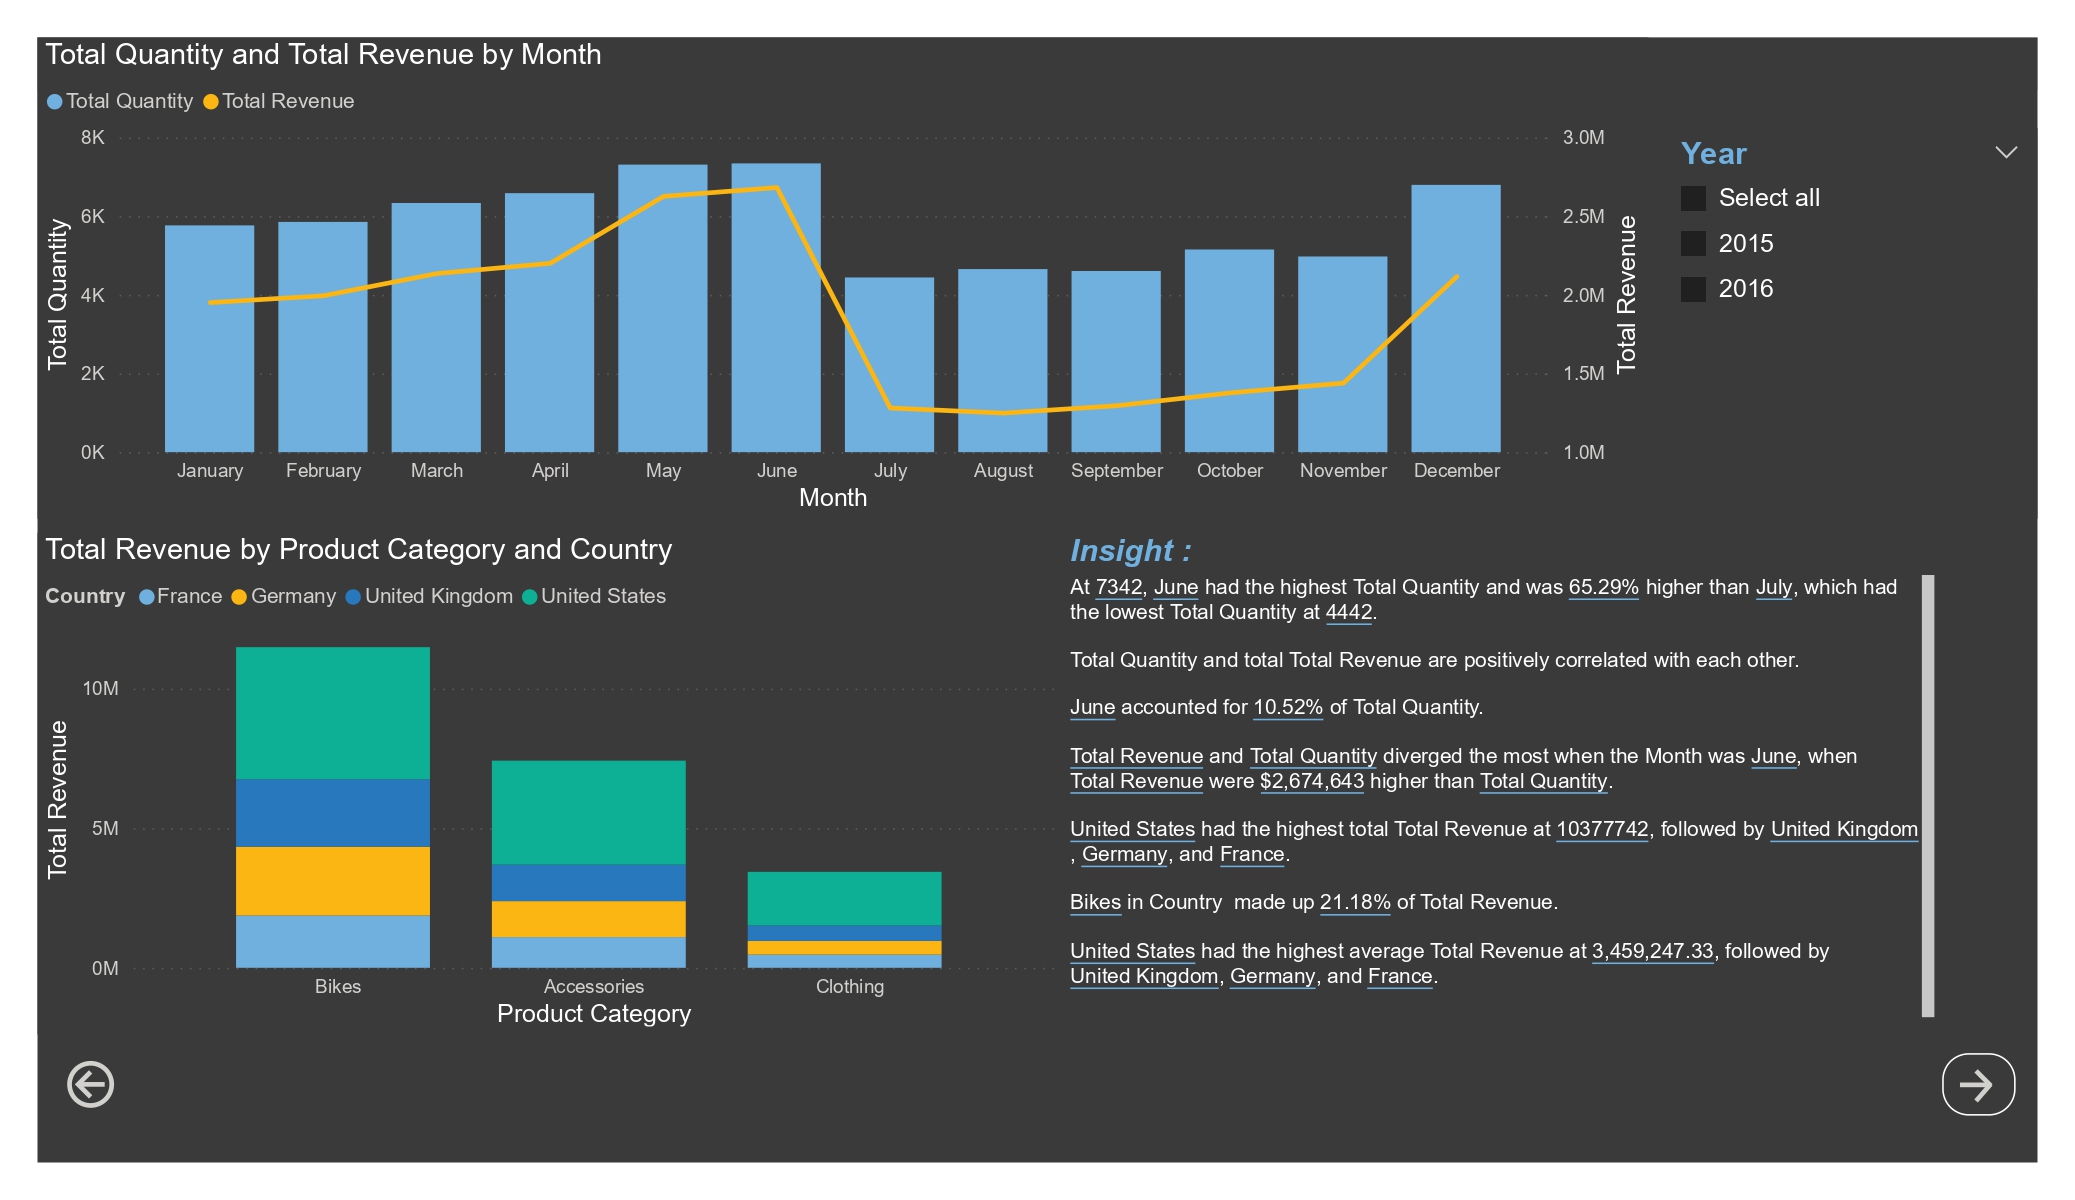 Total Quantity and Total Revenue by Month
Total Quantity Total Revenue
8K
6K
4K
2K
0K
Total Quantity
3.0M
2.5M
2.0M
1.5M
1.0M
Total Revenue
January February March April May June July August September October November December
Month
Year
Select all
2015
2016
Total Revenue by Product Category and Country
Country France Germany United Kingdom United States
10M
5M
0M
Total Revenue
Bikes Accessories Clothing
Product Category
Insight :
At 7342, June had the highest Total Quantity and was 65.29% higher than July, which had
the lowest Total Quantity at 4442.
Total Quantity and total Total Revenue are positively correlated with each other.
June accounted for 10.52% of Total Quantity.
Total Revenue and Total Quantity diverged the most when the Month was June, when
Total Revenue were $2,674,643 higher than Total Quantity.
United States had the highest total Total Revenue at 10377742, followed by United Kingdom
, Germany, and France.
Bikes in Country  made up 21.18% of Total Revenue.
United States had the highest average Total Revenue at 3,459,247.33, followed by
United Kingdom, Germany, and France.